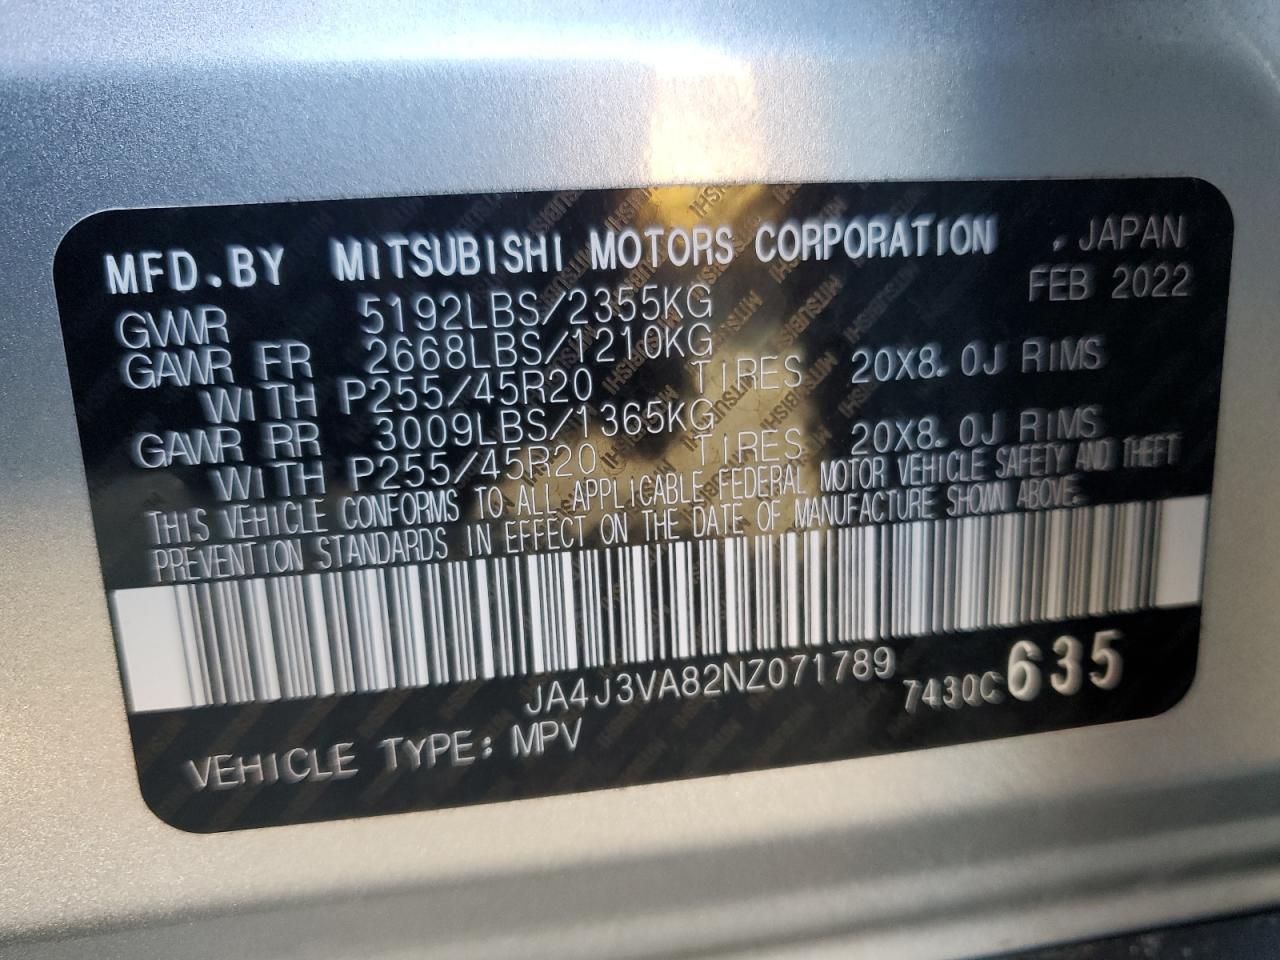 MFD.BY MITSUBISHI MOTORS CORPORATION , JAPAN
FEB 2022
GVWR 5192LBS/2355KG
GAWR FR 2668LBS/1210KG
WITH P255/45R20 TIRES 20X8.0J RIMS
GAWR RR 3009LBS/1365KG
WITH P255/45R20 TIRES 20X8.0J RIMS
THIS VEHICLE CONFORMS TO ALL APPLICABLE FEDERAL MOTOR VEHICLE SAFETY AND THEFT
PREVENTION STANDARDS IN EFFECT ON THE DATE OF MANUFACTURE SHOWN ABOVE.
JA4J3VA82NZ071789
7430C 635
VEHICLE TYPE: MPV